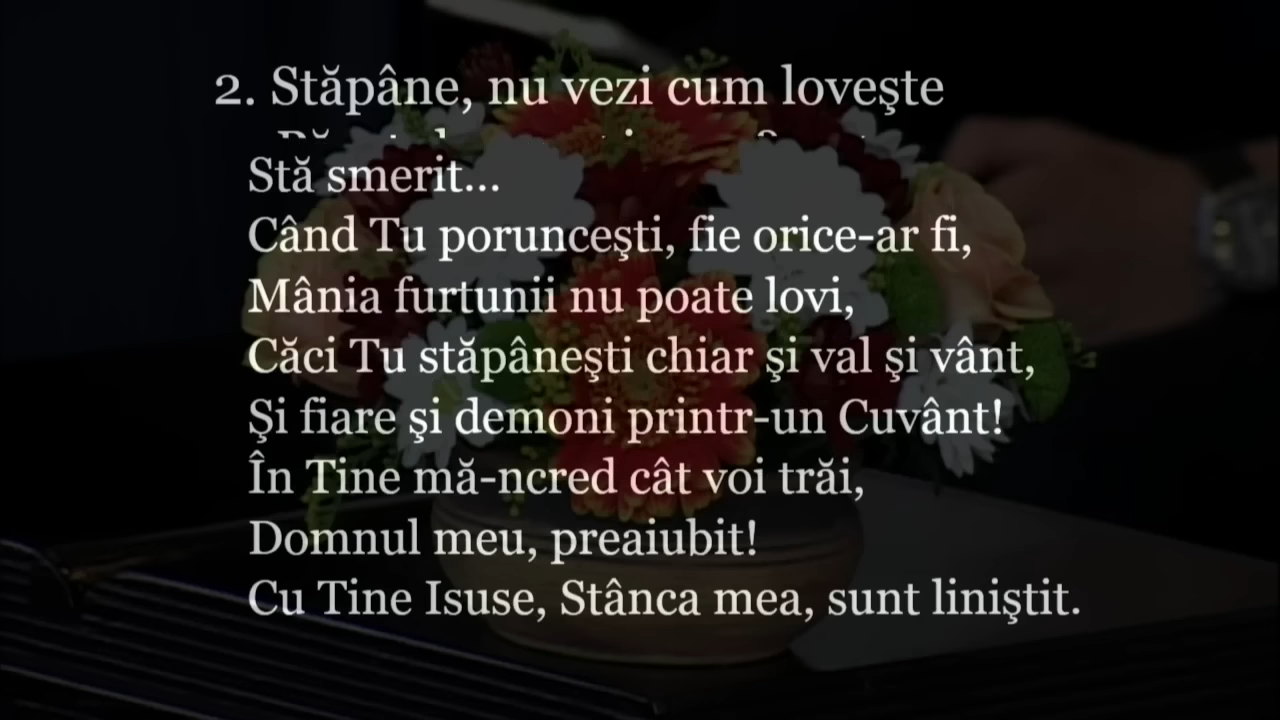 2. Stăpâne, nu vezi cum loveşte
Stă smerit...
Când Tu porunceşti, fie orice-ar fi,
Mânia furtunii nu poate lovi,
Căci Tu stăpâneşti chiar şi val şi vânt,
Şi fiare şi demoni printr-un Cuvânt!
În Tine mă-ncred cât voi trăi,
Domnul meu, preaiubit!
Cu Tine Isuse, Stânca mea, sunt liniştit.